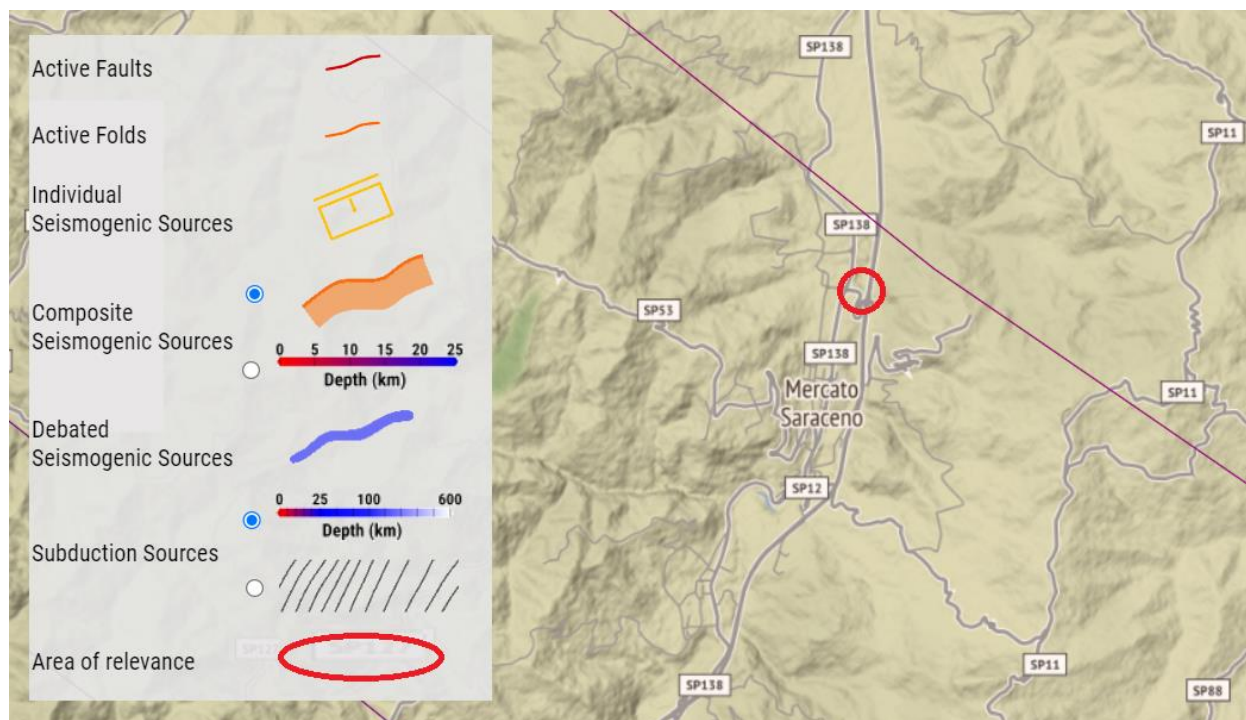 Active Faults
Active Folds
Individual
Seismogenic Sources
Composite
Seismogenic Sources
0 5 10 15 20 25
Depth (km)
Debated
Seismogenic Sources
0 25 100 600
Depth (km)
Subduction Sources
Area of relevance
SP127
SP127
SP138
SP11
SP138
SP53
SP138
Mercato
Saraceno
SP11
SP12
SP11
SP138
SP88